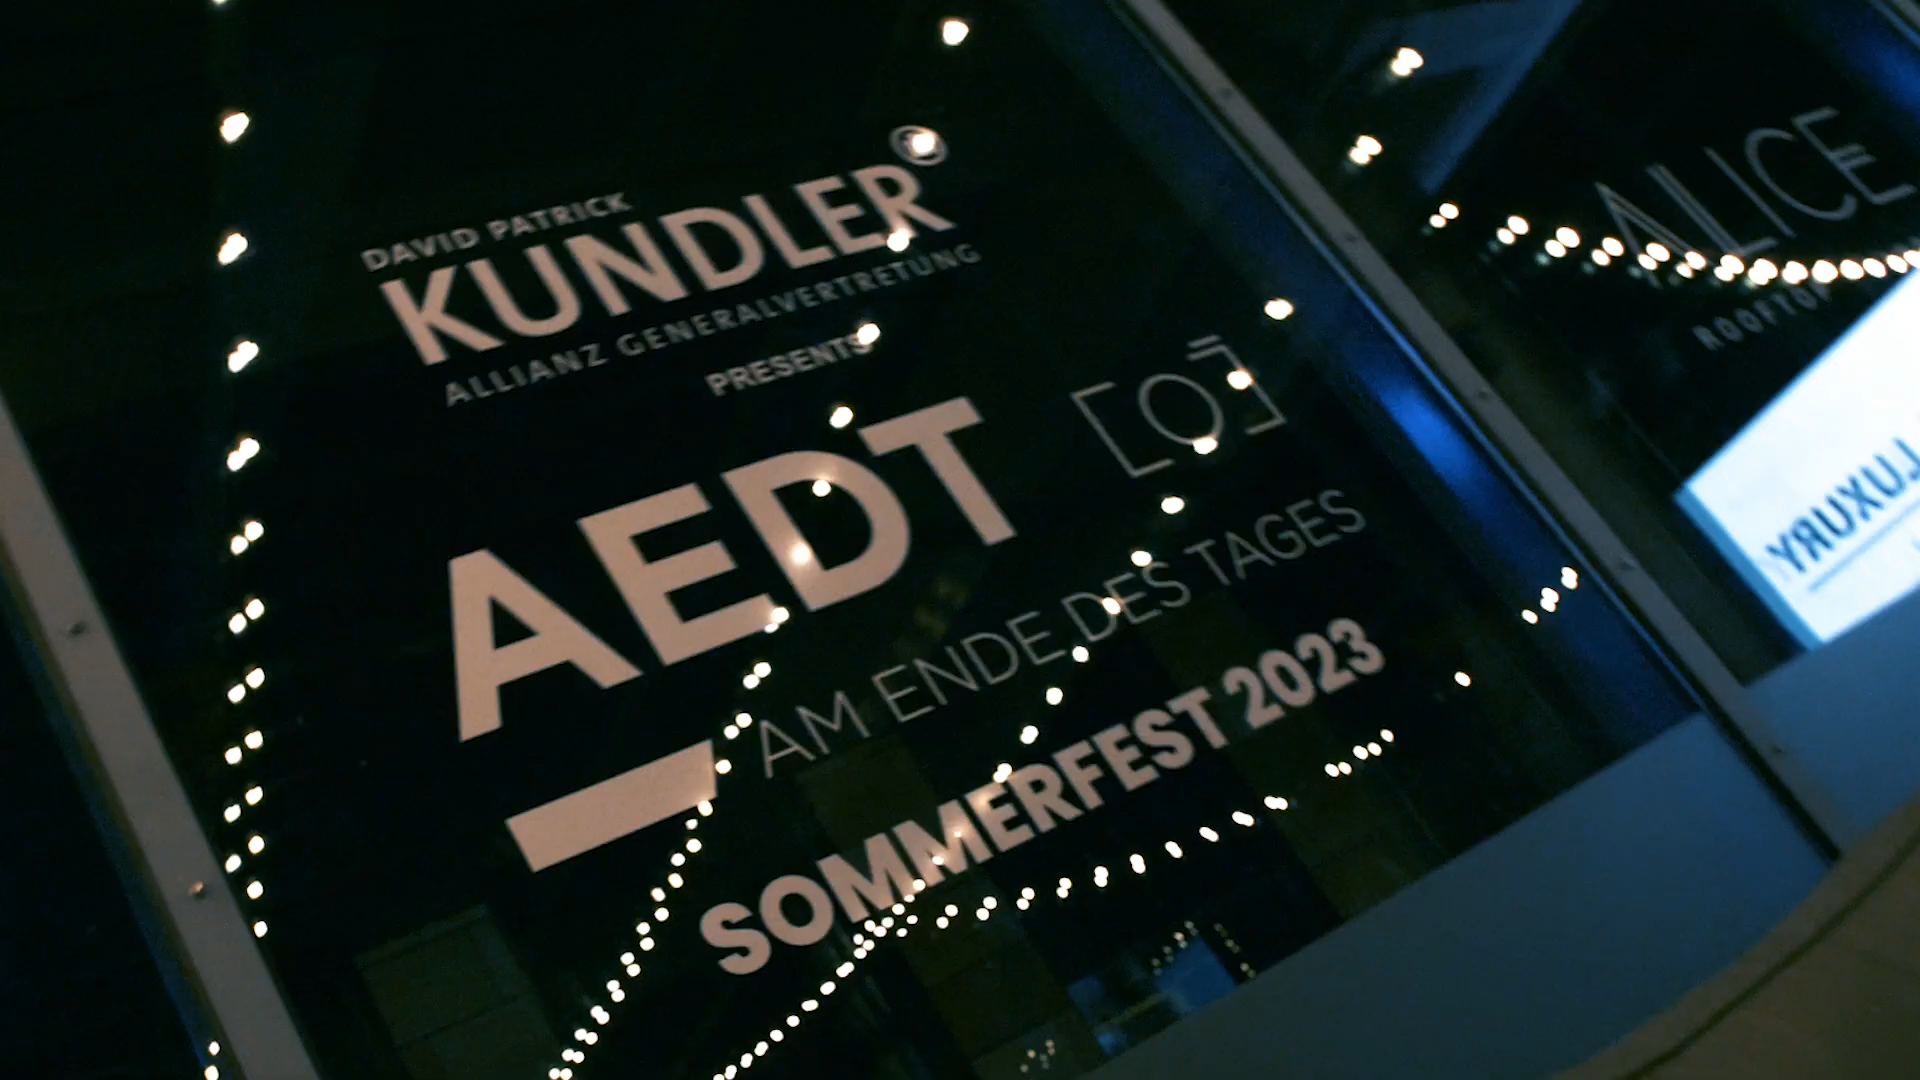 DAVID PATRICK
KUNDLER
ALLIANZ GENERALVERTRETUNG
PRESENTS
AEDT
AM ENDE DES TAGES
SOMMERFEST 2023
ALICE
ROOFTOP
LUXURY